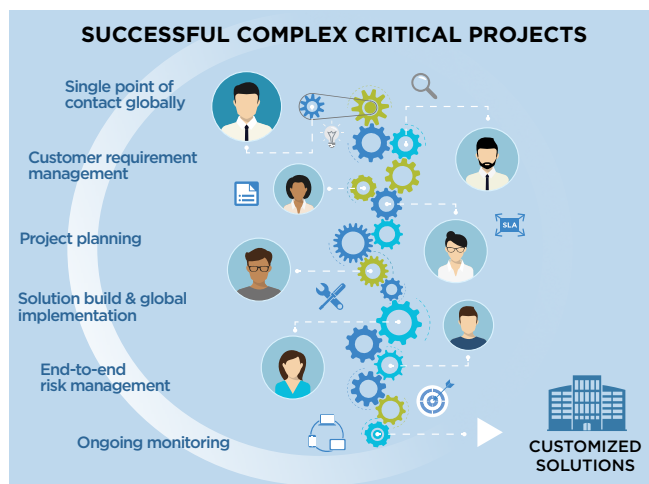 SUCCESSFUL COMPLEX CRITICAL PROJECTS
Single point of
contact globally
Customer requirement
management
SLA
Project planning
Solution build & global
implementation
End-to-end
risk management
Ongoing monitoring
CUSTOMIZED
SOLUTIONS